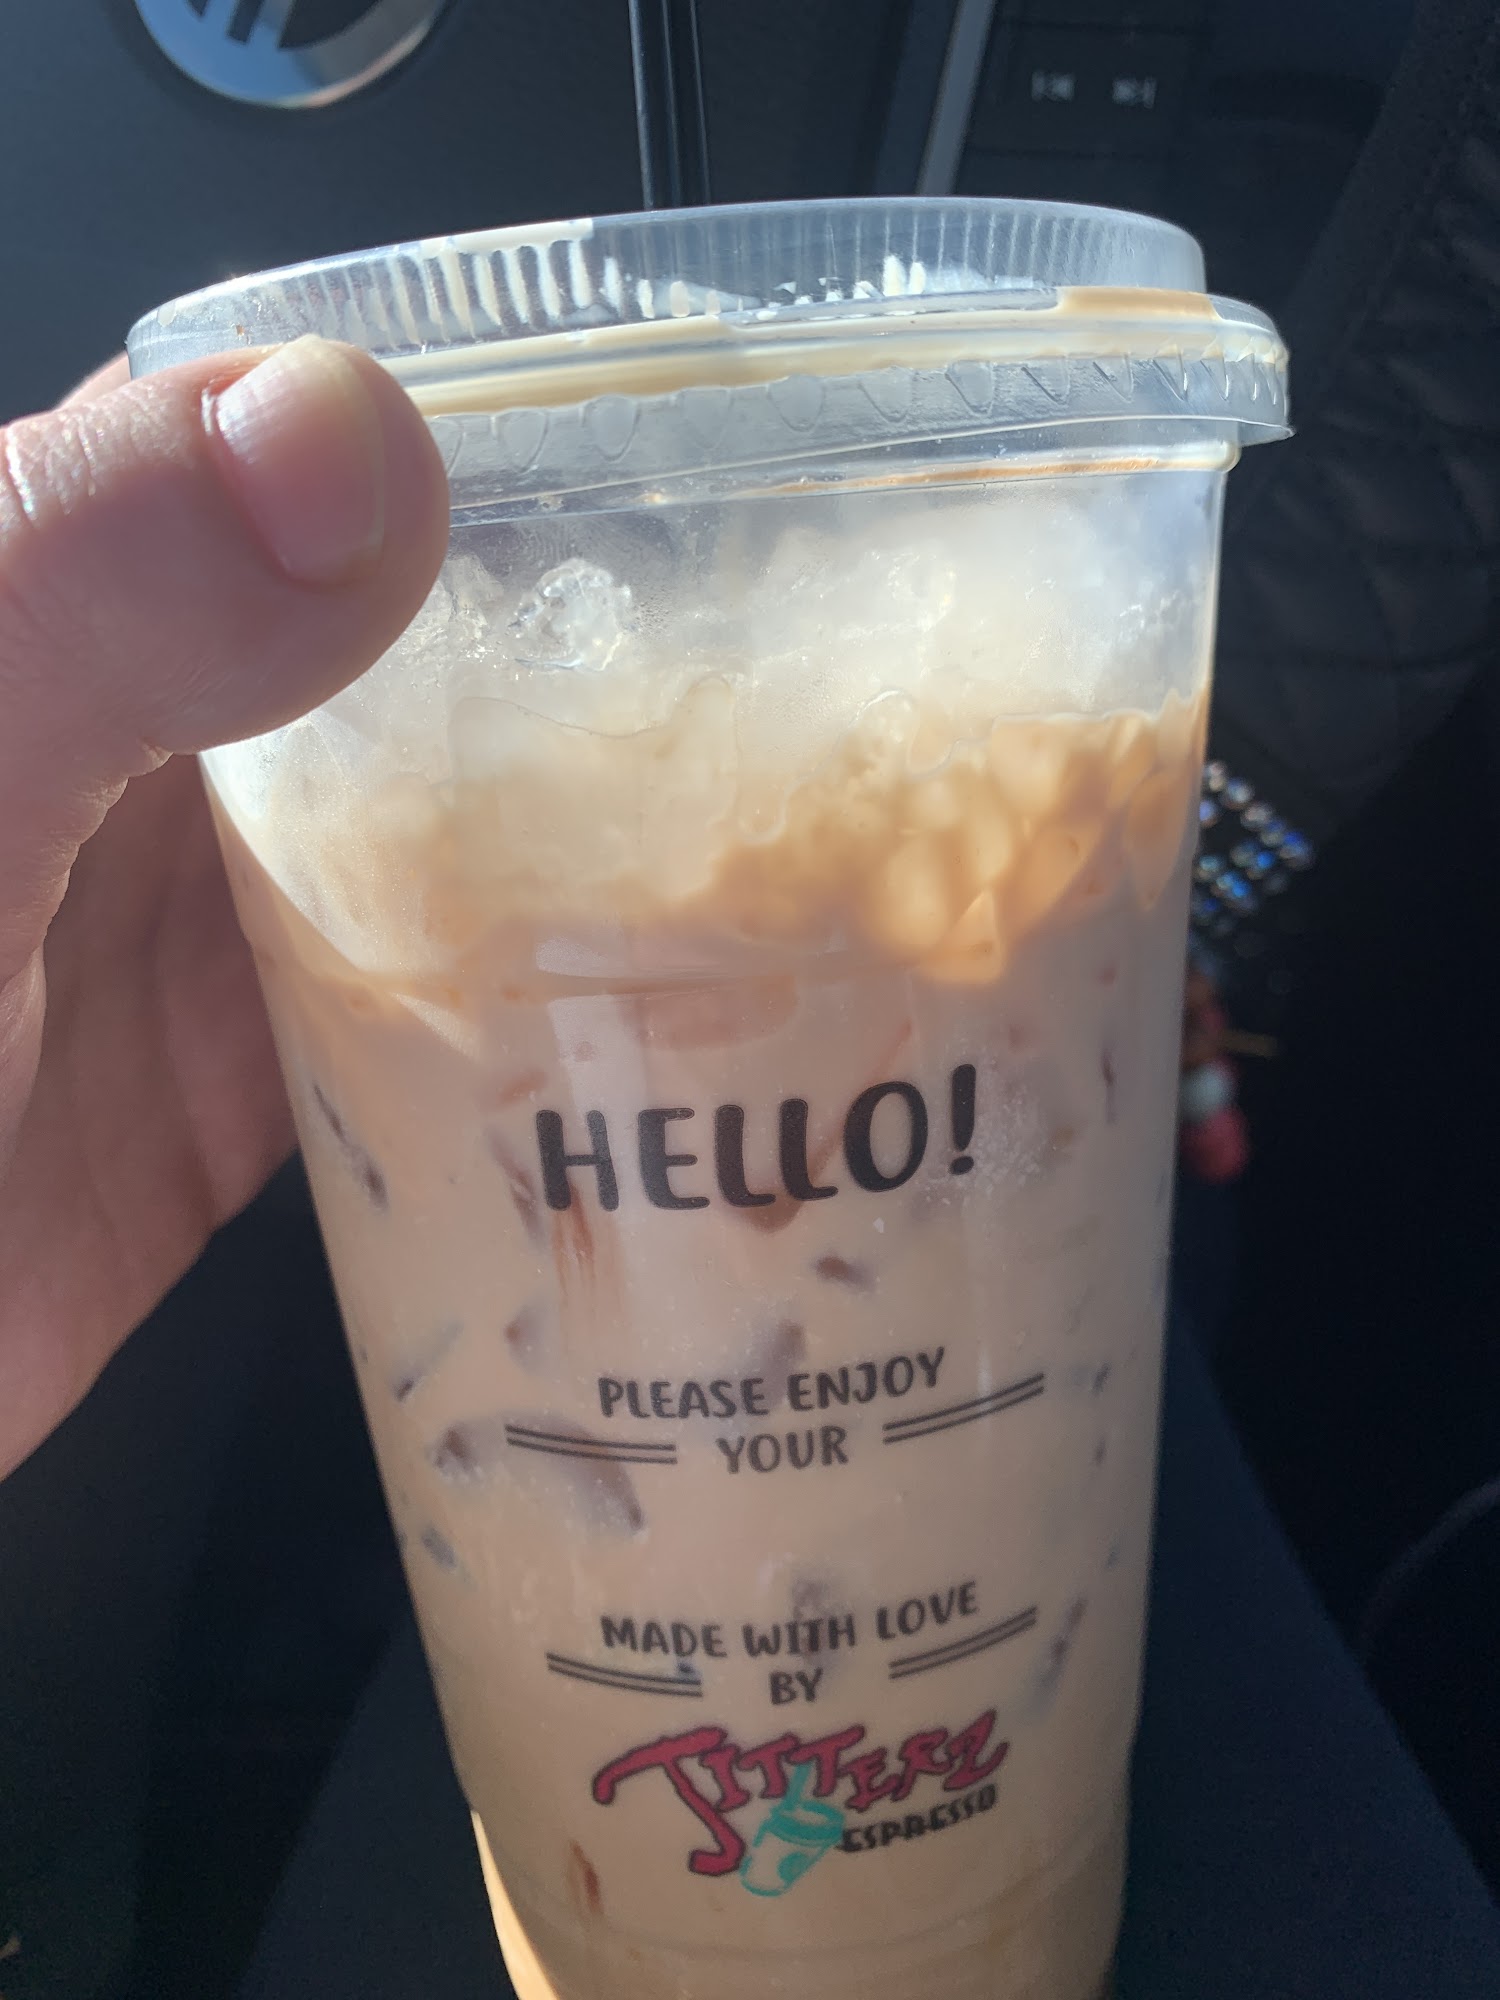 HELLO!
PLEASE ENJOY
YOUR
MADE WITH LOVE
BY
JITTERZ
ESPRESSO